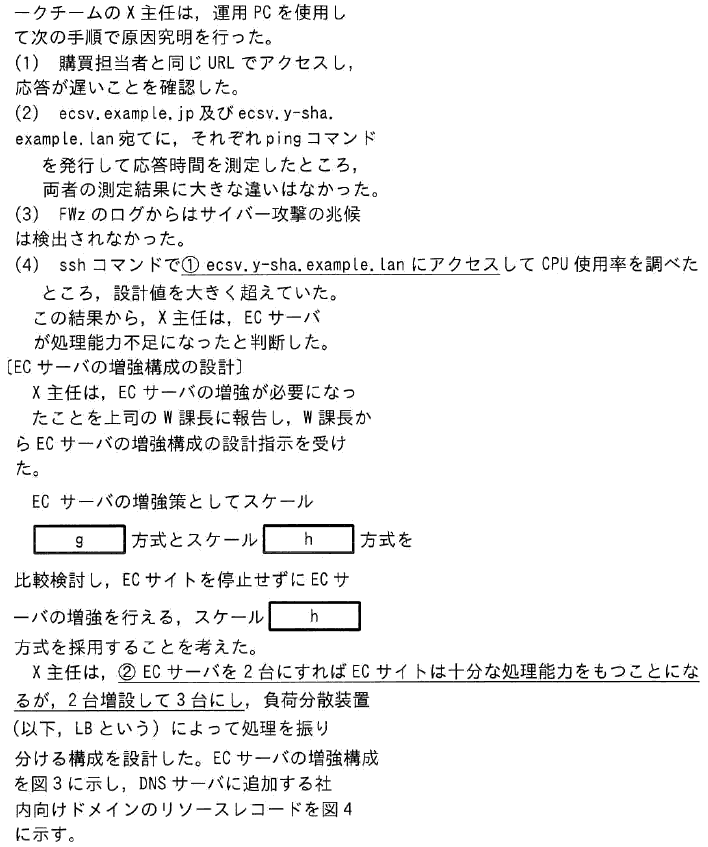 ークチームの X 主任は，運用 PC を使用し
て次の手順で原因究明を行った。
(1) 購買担当者と同じ URL でアクセスし，
応答が遅いことを確認した。
(2) ecsv.example.jp 及び ecsv.y-sha.
example.lan 宛てに，それぞれ ping コマンド
を発行して応答時間を測定したところ，
両者の測定結果に大きな違いはなかった。
(3) FWz のログからはサイバー攻撃の兆候
は検出されなかった。
(4) ssh コマンドで① ecsv.y-sha.example.lan にアクセスして CPU 使用率を調べた
ところ，設計値を大きく超えていた。
この結果から，X 主任は，EC サーバ
が処理能力不足になったと判断した。
〔EC サーバの増強構成の設計〕
X 主任は，EC サーバの増強が必要になっ
たことを上司の W 課長に報告し，W 課長か
ら EC サーバの増強構成の設計指示を受け
た。
EC サーバの増強策としてスケール
g 方式とスケール h 方式を
比較検討し，EC サイトを停止せずに EC サ
ーバの増強を行える，スケール h
方式を採用することを考えた。
X 主任は，② EC サーバを 2 台にすれば EC サイトは十分な処理能力をもつことにな
るが，2 台増設して 3 台にし，負荷分散装置
(以下，LB という）によって処理を振り
分ける構成を設計した。EC サーバの増強構成
を図 3 に示し，DNS サーバに追加する社
内向けドメインのリソースレコードを図 4
に示す。